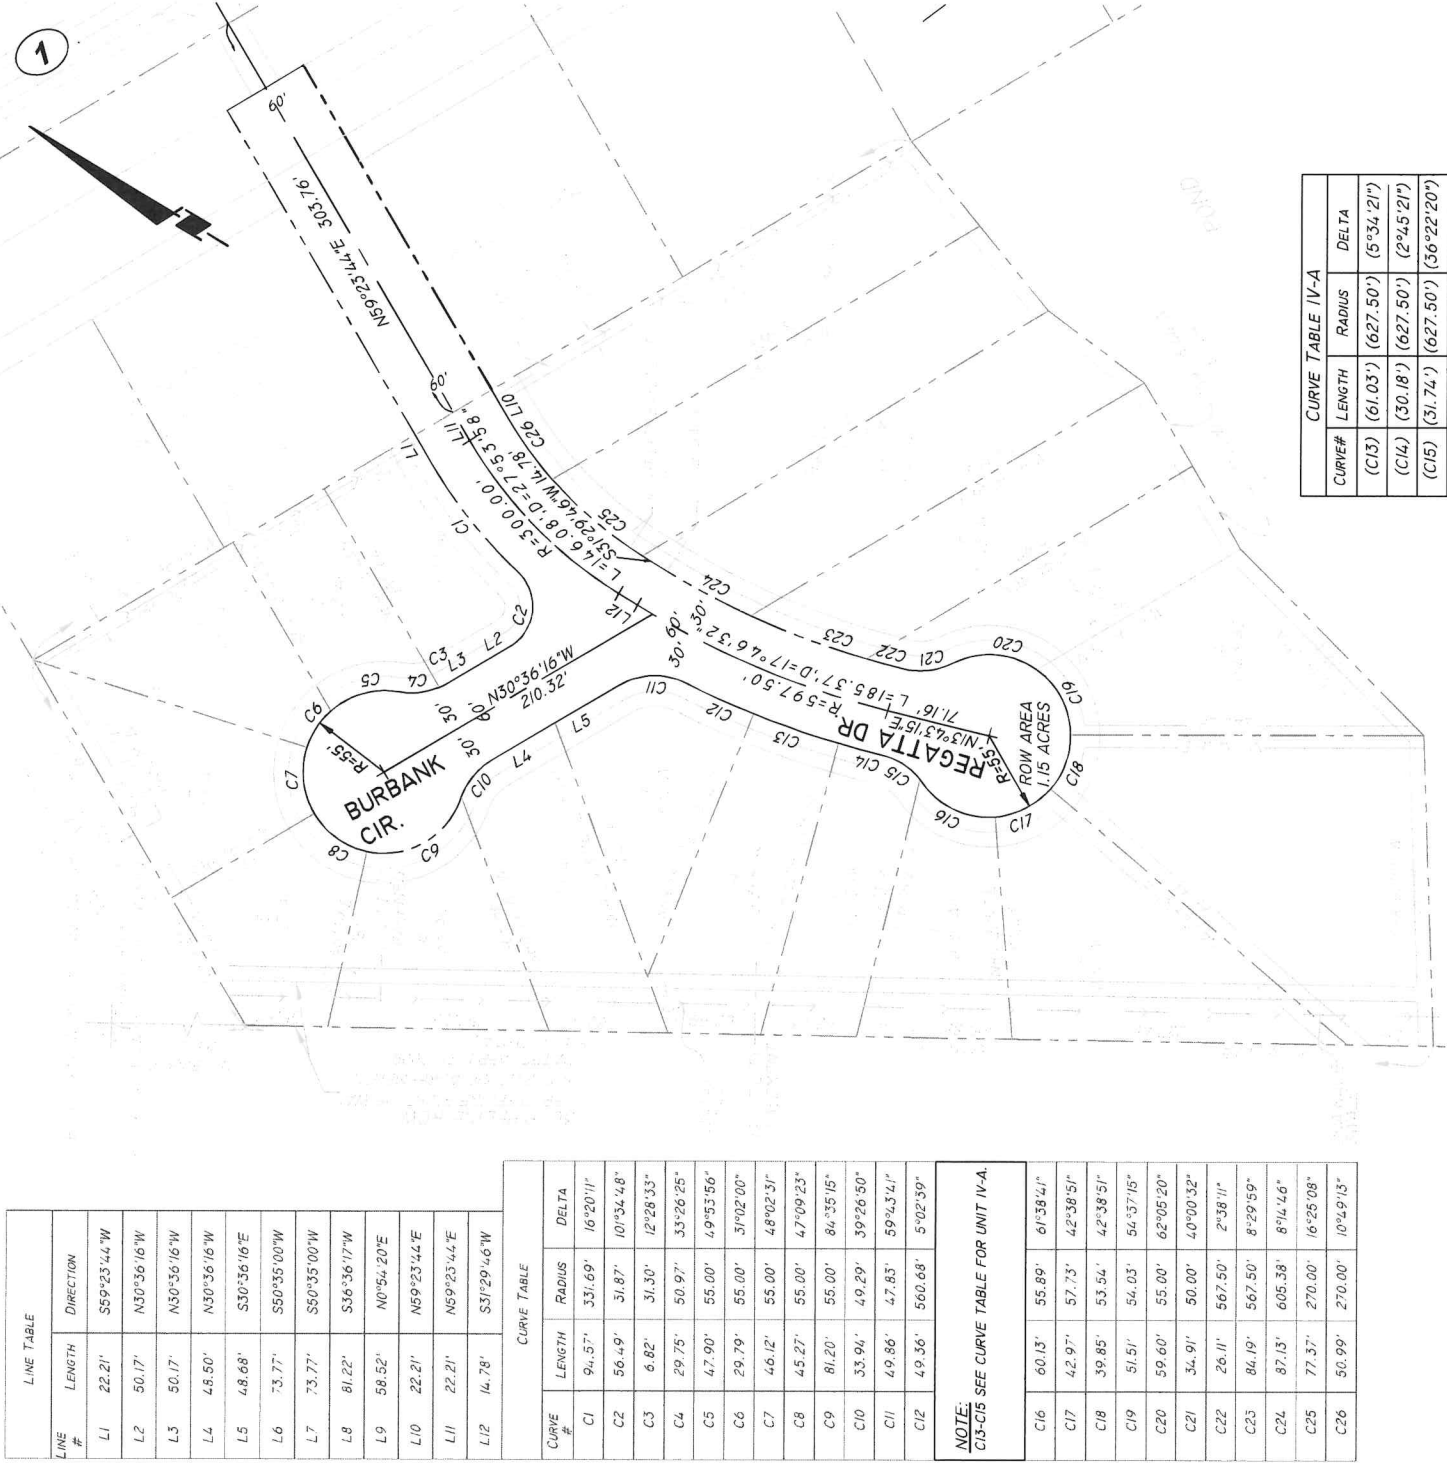 1
60'
N59°23'44"E 303.76'
60'
L11
L10
C26
L1
C1
R=300.00'
L=146.08', D=27°53'58"
S31°29'46"W 14.78'
C25
C24
L12
C2
L2
L3
C3
C4
C5
C6
C7
C8
C9
C10
L4
L5
N30°36'16"W
210.32'
30'
60'
30'
R=55'
BURBANK
CIR.
30'
60'
30'
C11
C12
C13
C14
C15
C16
C17
C18
C19
C20
C21
C22
C23
R=597.50'
L=185.37', D=17°46'32"
71.16'
N13°43'15"E
REGATTA DR
R=55'
ROW AREA
1.15 ACRES
POND
CURVE TABLE IV-A
CURVE# LENGTH RADIUS DELTA
(C13) (61.03') (627.50') (5°34'21")
(C14) (30.18') (627.50') (2°45'21")
(C15) (31.74') (627.50') (36°22'20")
LINE TABLE
LINE # LENGTH DIRECTION
L1 22.21' S59°23'44"W
L2 50.17' N30°36'16"W
L3 50.17' N30°36'16"W
L4 48.50' N30°36'16"W
L5 48.68' S30°36'16"E
L6 73.77' S50°35'00"W
L7 73.77' S50°35'00"W
L8 81.22' S36°36'17"W
L9 58.52' N0°54'20"E
L10 22.21' N59°23'44"E
L11 22.21' N59°23'44"E
L12 14.78' S31°29'46"W
CURVE TABLE
CURVE # LENGTH RADIUS DELTA
C1 94.57' 331.69' 16°20'11"
C2 56.49' 31.87' 101°34'48"
C3 6.82' 31.30' 12°28'33"
C4 29.75' 50.97' 33°26'25"
C5 47.90' 55.00' 49°53'56"
C6 29.79' 55.00' 31°02'00"
C7 46.12' 55.00' 48°02'31"
C8 45.27' 55.00' 47°09'23"
C9 81.20' 55.00' 84°35'15"
C10 33.94' 49.29' 39°26'50"
C11 49.86' 47.83' 59°43'41"
C12 49.36' 560.68' 5°02'39"
NOTE:
C13-C15 SEE CURVE TABLE FOR UNIT IV-A.
C16 60.13' 55.89' 61°38'41"
C17 42.97' 57.73' 42°38'51"
C18 39.85' 53.54' 42°38'51"
C19 51.51' 54.03' 54°37'15"
C20 59.60' 55.00' 62°05'20"
C21 34.91' 50.00' 40°00'32"
C22 26.11' 567.50' 2°38'11"
C23 84.19' 567.50' 8°29'59"
C24 87.13' 605.38' 8°14'46"
C25 77.37' 270.00' 16°25'08"
C26 50.99' 270.00' 10°49'13"